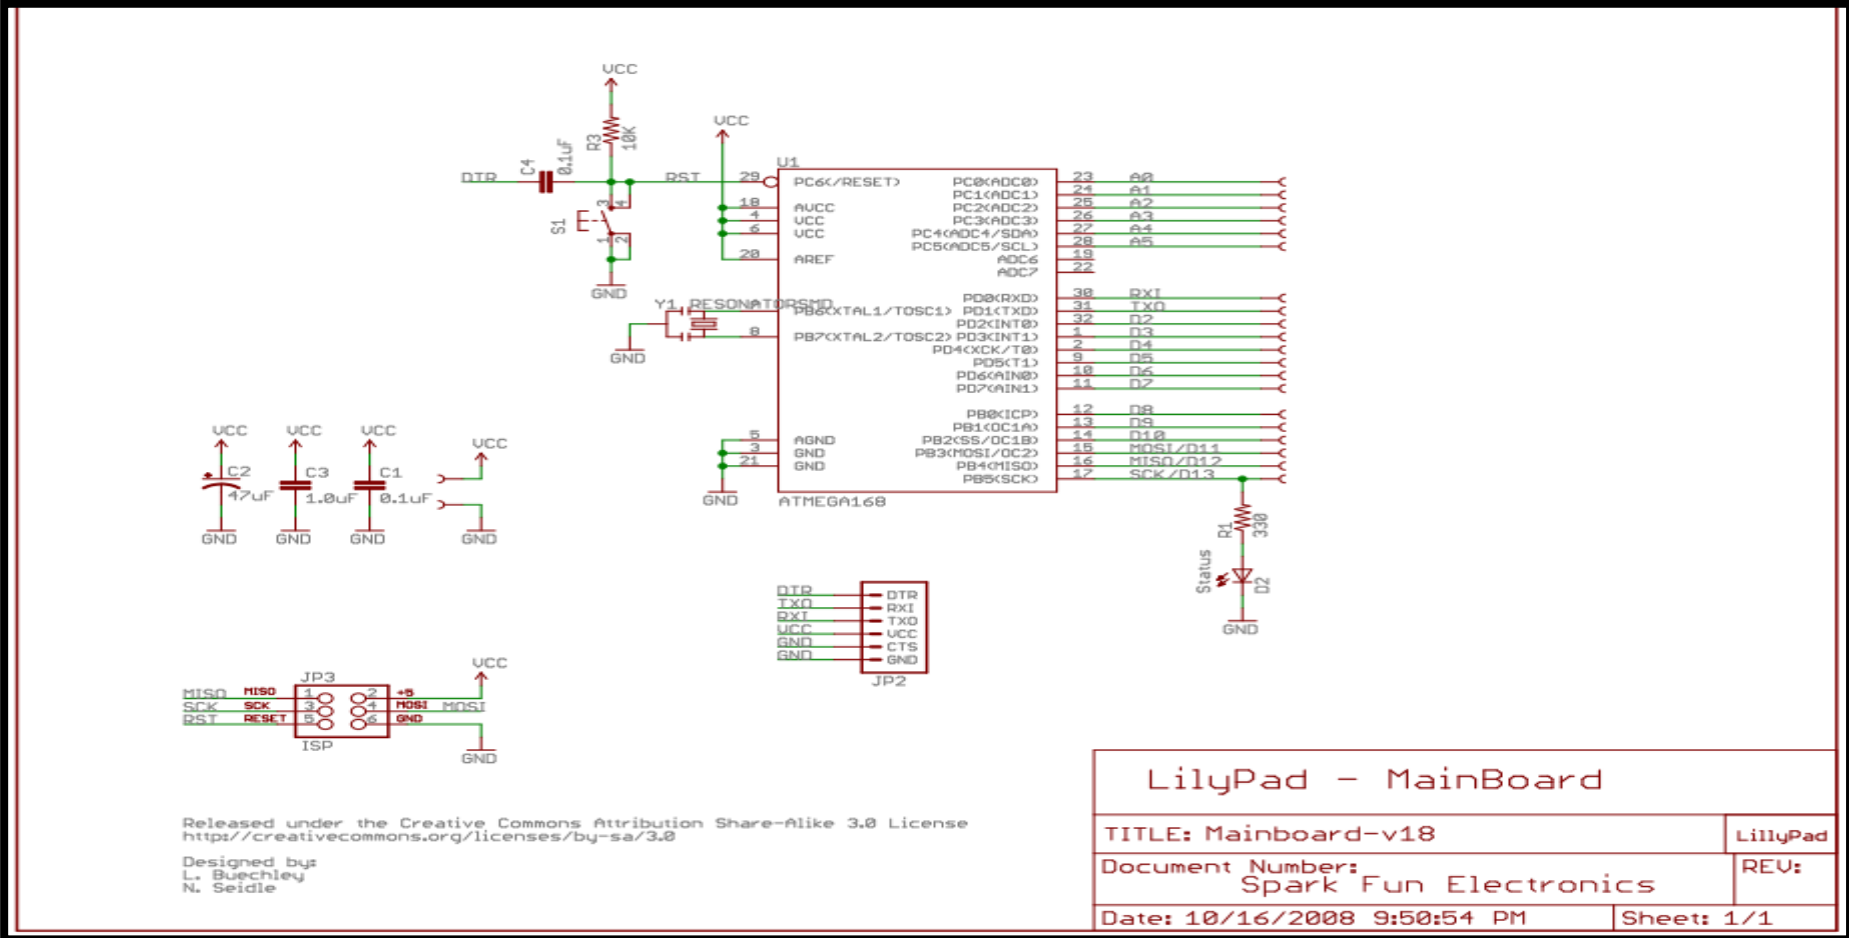 VCC
R3
10K
C4
0.1uF
DTR
RST
S1
3
4
1
2
GND
VCC
U1
29
PC6(/RESET)
18
AVCC
4
VCC
6
VCC
20
AREF
Y1 RESONATORSMD
PB6(XTAL1/TOSC1)
8
PB7(XTAL2/TOSC2)
GND
5
AGND
3
GND
21
GND
GND
ATMEGA168
PC0(ADC0) 23 A0
PC1(ADC1) 24 A1
PC2(ADC2) 25 A2
PC3(ADC3) 26 A3
PC4(ADC4/SDA) 27 A4
PC5(ADC5/SCL) 28 A5
ADC6 19
ADC7 22
PD0(RXD) 30 RXI
PD1(TXD) 31 TXO
PD2(INT0) 32 D2
PD3(INT1) 1 D3
PD4(XCK/T0) 2 D4
PD5(T1) 9 D5
PD6(AIN0) 10 D6
PD7(AIN1) 11 D7
PB0(ICP) 12 D8
PB1(OC1A) 13 D9
PB2(SS/OC1B) 14 D10
PB3(MOSI/OC2) 15 MOSI/D11
PB4(MISO) 16 MISO/D12
PB5(SCK) 17 SCK/D13
R1
330
Status
D2
GND
VCC
C2
47uF
GND
VCC
C3
1.0uF
GND
VCC
C1
0.1uF
GND
VCC
GND
DTR DTR
TXO RXI
RXI TXO
VCC VCC
GND CTS
GND GND
JP2
VCC
JP3
MISO MISO 1 2 +5
SCK SCK 3 4 MOSI MOSI
RST RESET 5 6 GND
ISP
GND
Released under the Creative Commons Attribution Share-Alike 3.0 License
http://creativecommons.org/licenses/by-sa/3.0
Designed by:
L. Buechley
N. Seidle
LilyPad - MainBoard
TITLE: Mainboard-v18
LillyPad
Document Number:
Spark Fun Electronics
REV:
Date: 10/16/2008 9:50:54 PM
Sheet: 1/1